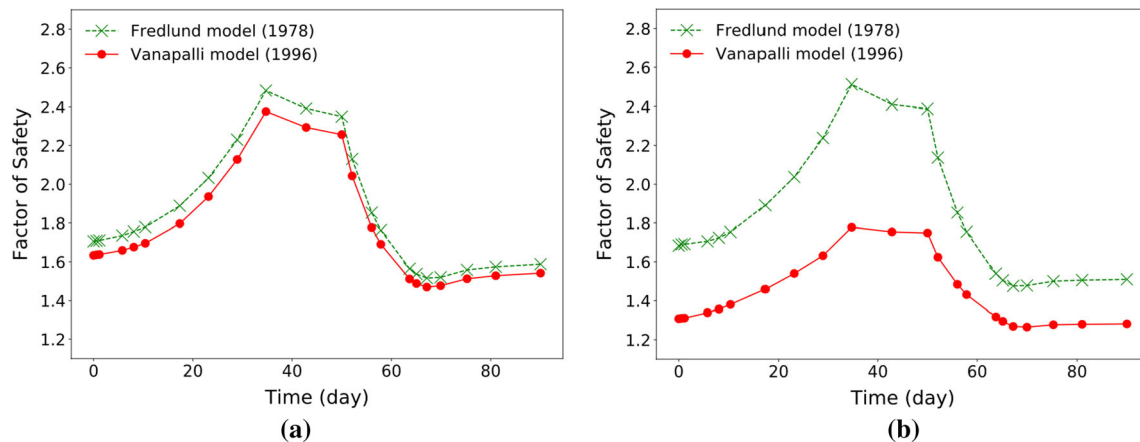 2.8
2.6
2.4
2.2
2.0
1.8
1.6
1.4
1.2
Factor of Safety
Fredlund model (1978)
Vanapalli model (1996)
0 20 40 60 80
Time (day)
(a)
2.8
2.6
2.4
2.2
2.0
1.8
1.6
1.4
1.2
Factor of Safety
Fredlund model (1978)
Vanapalli model (1996)
0 20 40 60 80
Time (day)
(b)